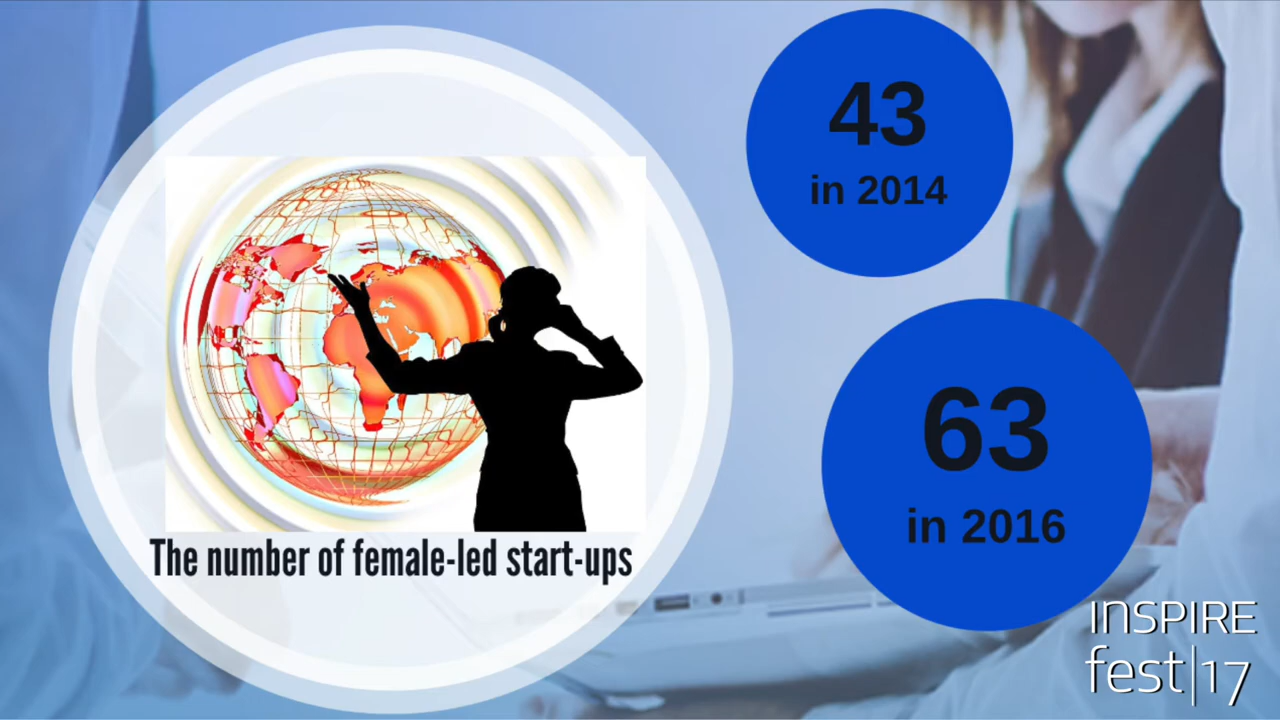 The number of female-led start-ups
43
in 2014
63
in 2016
INSPIRE
fest|17